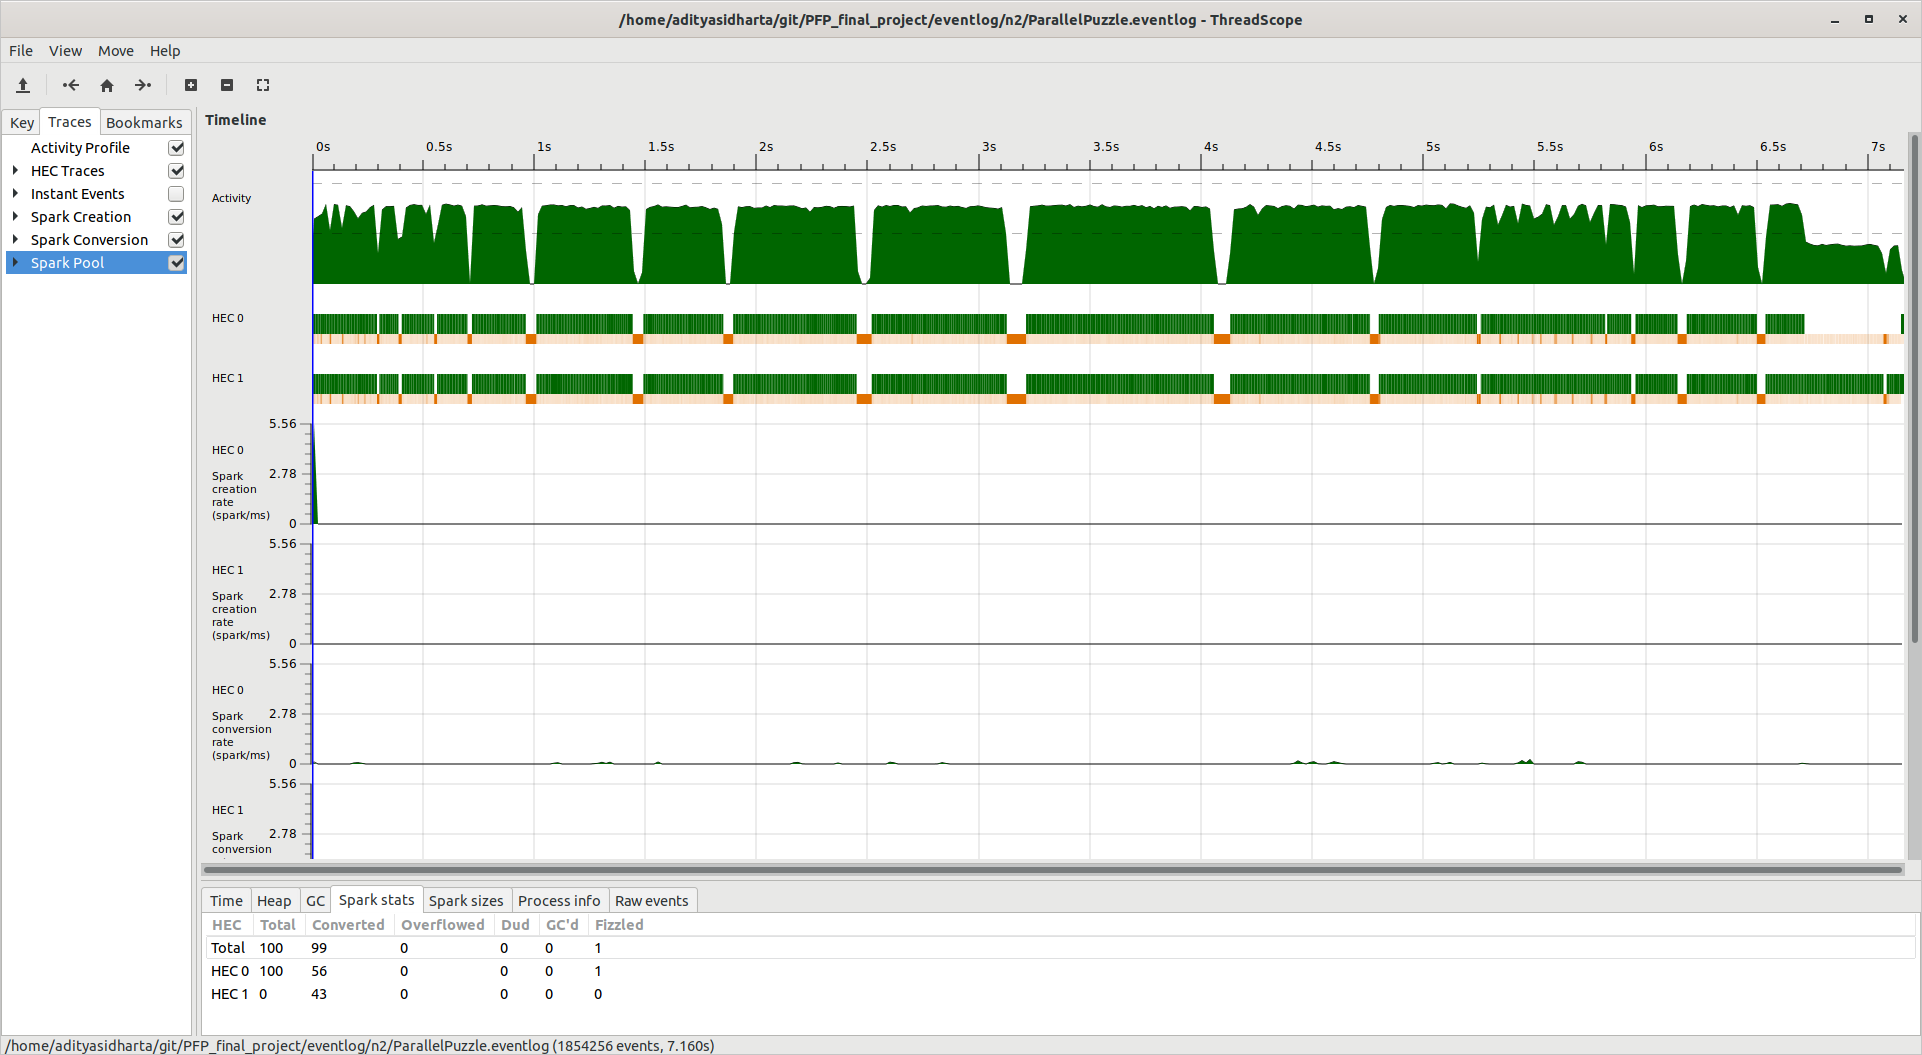 /home/adityasidharta/git/PFP_final_project/eventlog/n2/ParallelPuzzle.eventlog - ThreadScope
File View Move Help
Key Traces Bookmarks
Activity Profile
HEC Traces
Instant Events
Spark Creation
Spark Conversion
Spark Pool
Timeline
0s 0.5s 1s 1.5s 2s 2.5s 3s 3.5s 4s 4.5s 5s 5.5s 6s 6.5s 7s
Activity
HEC 0
HEC 1
5.56
HEC 0
2.78
Spark
creation
rate
(spark/ms)
0
5.56
HEC 1
2.78
Spark
creation
rate
(spark/ms)
0
5.56
HEC 0
2.78
Spark
conversion
rate
(spark/ms)
0
5.56
HEC 1
2.78
Spark
conversion
Time Heap GC Spark stats Spark sizes Process info Raw events
HEC Total Converted Overflowed Dud GC'd Fizzled
Total 100 99 0 0 0 1
HEC 0 100 56 0 0 0 1
HEC 1 0 43 0 0 0 0
/home/adityasidharta/git/PFP_final_project/eventlog/n2/ParallelPuzzle.eventlog (1854256 events, 7.160s)